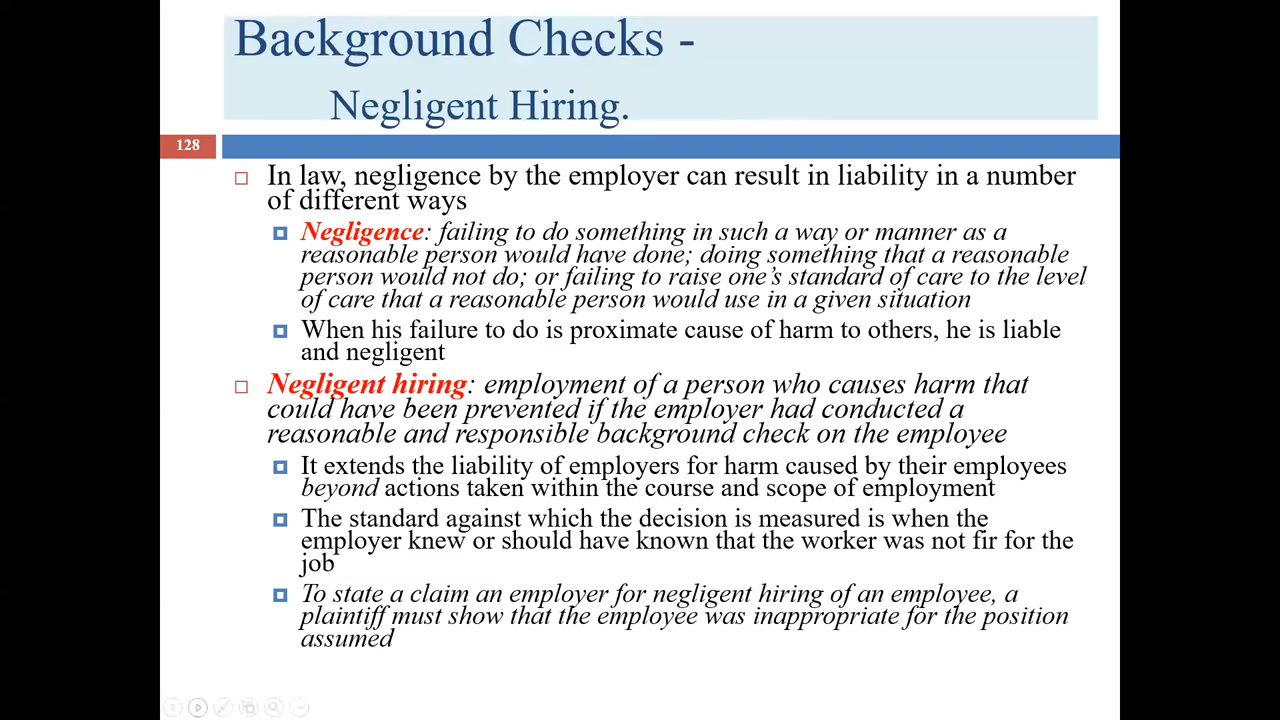 Background Checks -
Negligent Hiring.
128
In law, negligence by the employer can result in liability in a number
of different ways
Negligence: failing to do something in such a way or manner as a
reasonable person would have done; doing something that a reasonable
person would not do; or failing to raise one’s standard of care to the level
of care that a reasonable person would use in a given situation
When his failure to do is proximate cause of harm to others, he is liable
and negligent
Negligent hiring: employment of a person who causes harm that
could have been prevented if the employer had conducted a
reasonable and responsible background check on the employee
It extends the liability of employers for harm caused by their employees
beyond actions taken within the course and scope of employment
The standard against which the decision is measured is when the
employer knew or should have known that the worker was not fir for the
job
To state a claim an employer for negligent hiring of an employee, a
plaintiff must show that the employee was inappropriate for the position
assumed